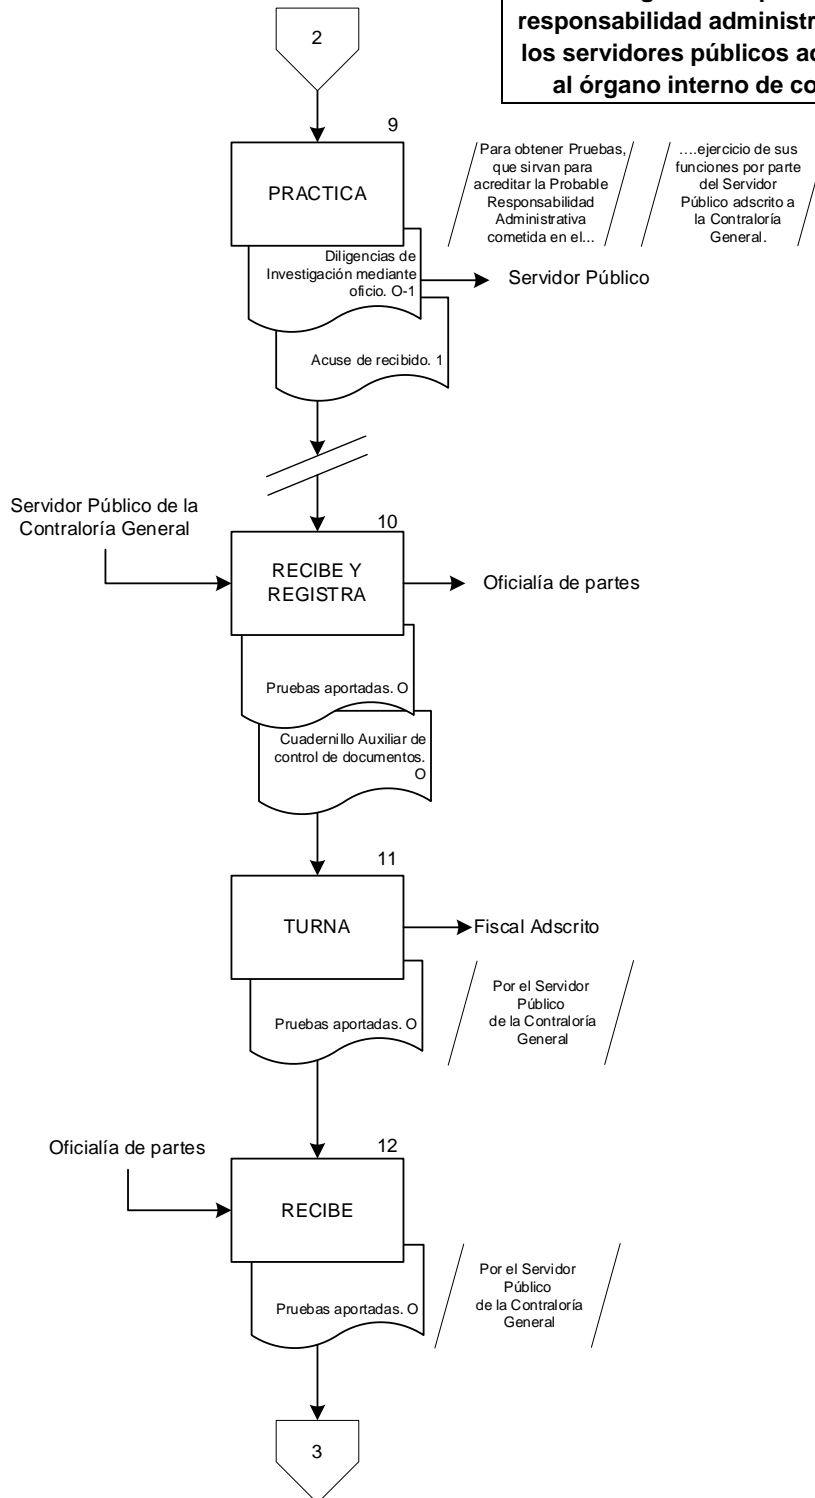 2
responsabilidad
los servidores públicos
al órgano interno de
9
PRACTICA
Para obtener Pruebas,
que sirvan para
acreditar la Probable
Responsabilidad
Administrativa
cometida en el...
….ejercicio de sus
funciones por parte
del Servidor
Público adscrito a
la Contraloría
General.
Diligencias de
Investigación mediante
oficio. O-1
Servidor Público
Acuse de recibido. 1
Servidor Público de la
Contraloría General
10
RECIBE Y
REGISTRA
Oficialía de partes
Pruebas aportadas. O
Cuadernillo Auxiliar de
control de documentos.
O
11
TURNA
Fiscal Adscrito
Pruebas aportadas. O
Por el Servidor
Público
de la Contraloría
General
Oficialía de partes
12
RECIBE
Pruebas aportadas. O
Por el Servidor
Público
de la Contraloría
General
3